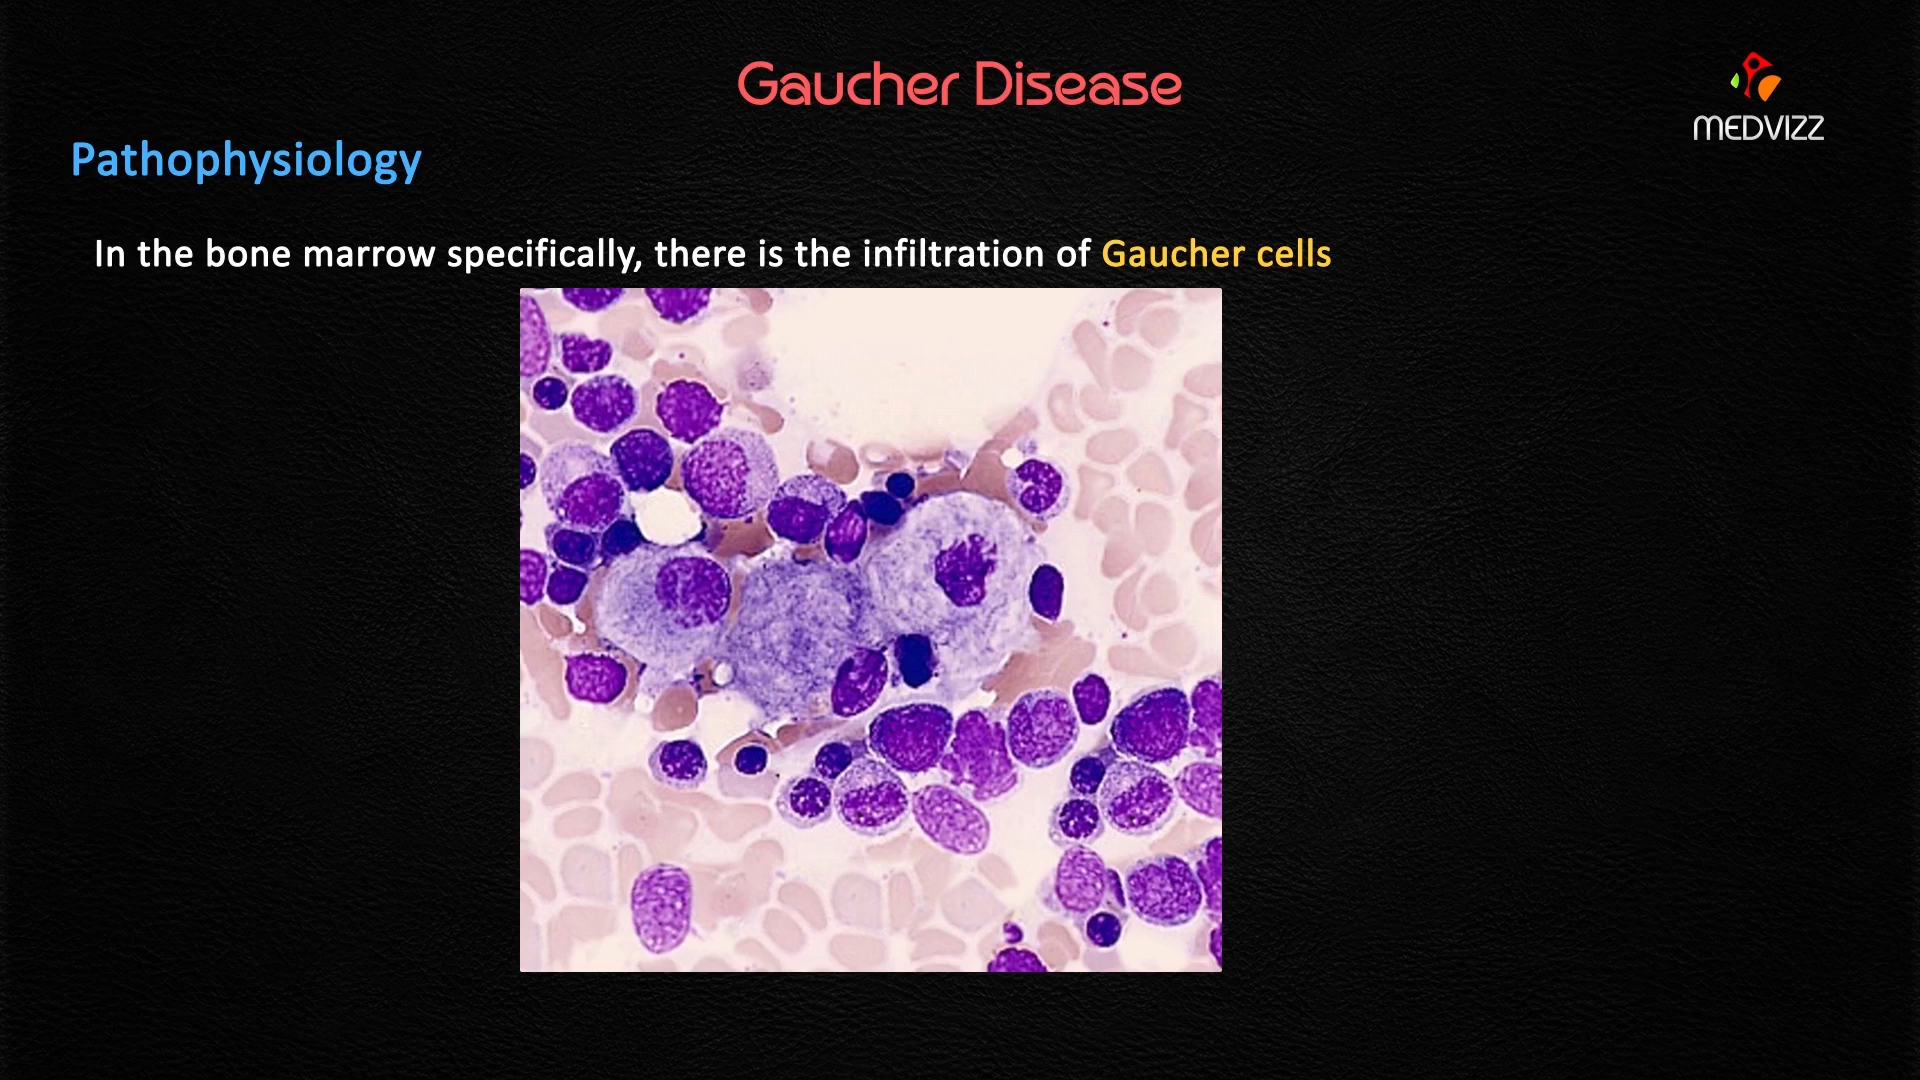 Gaucher Disease
MEDVIZZ
Pathophysiology
In the bone marrow specifically, there is the infiltration of Gaucher cells